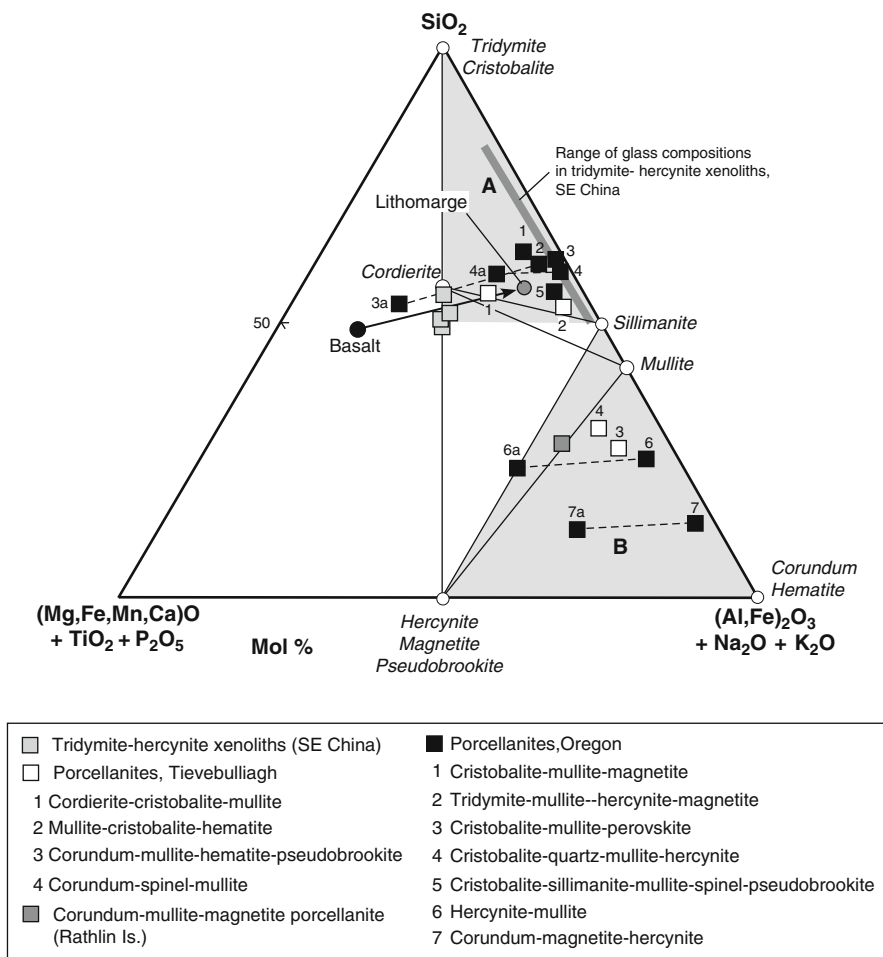 SiO₂
Tridymite
Cristobalite
Range of glass compositions
in tridymite- hercynite xenoliths,
SE China
A
Lithomarge
1
2
3
Cordierite
4a
4
3a
5
1
2
50
Basalt
Sillimanite
Mullite
4
3
6
6a
7a
7
B
Corundum
Hematite
(Mg,Fe,Mn,Ca)O
+ TiO₂ + P₂O₅
Mol %
Hercynite
Magnetite
Pseudobrookite
(Al,Fe)₂O₃
+ Na₂O + K₂O
Tridymite-hercynite xenoliths (SE China)
Porcellanites, Tievebulliagh
1 Cordierite-cristobalite-mullite
2 Mullite-cristobalite-hematite
3 Corundum-mullite-hematite-pseudobrookite
4 Corundum-spinel-mullite
Corundum-mullite-magnetite porcellanite
(Rathlin Is.)
Porcellanites,Oregon
1 Cristobalite-mullite-magnetite
2 Tridymite-mullite--hercynite-magnetite
3 Cristobalite-mullite-perovskite
4 Cristobalite-quartz-mullite-hercynite
5 Cristobalite-sillimanite-mullite-spinel-pseudobrookite
6 Hercynite-mullite
7 Corundum-magnetite-hercynite